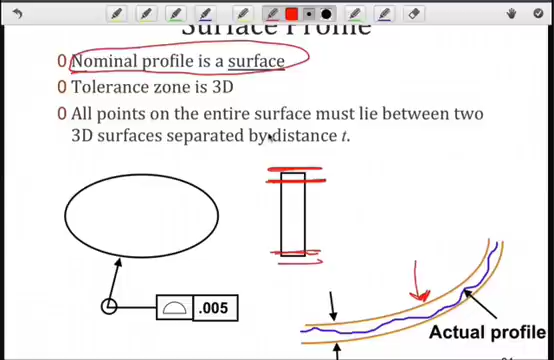 Surface Profile
Nominal profile is a surface
Tolerance zone is 3D
All points on the entire surface must lie between two
3D surfaces separated by distance t.
.005
Actual profile